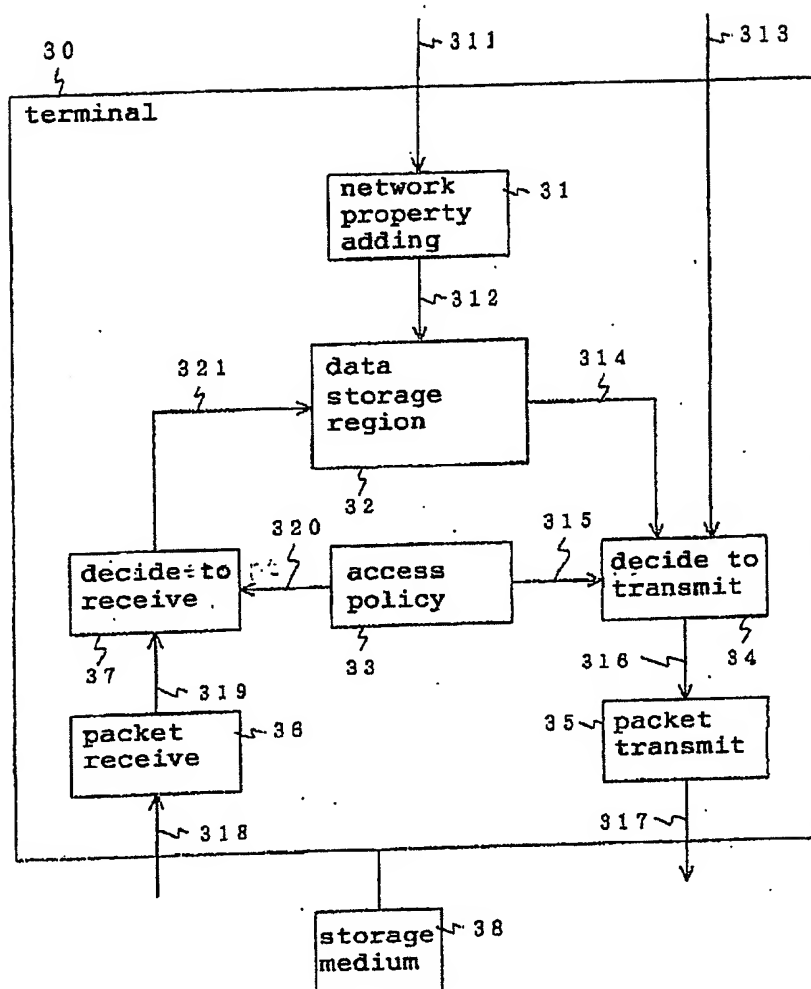 311
313
30
terminal
network
property
adding
31
312
321
data
storage
region
314
32
320
315
decide to
receive
access
policy
decide to
transmit
37
33
34
319
316
packet
receive
36
35
packet
transmit
318
317
storage
medium
38